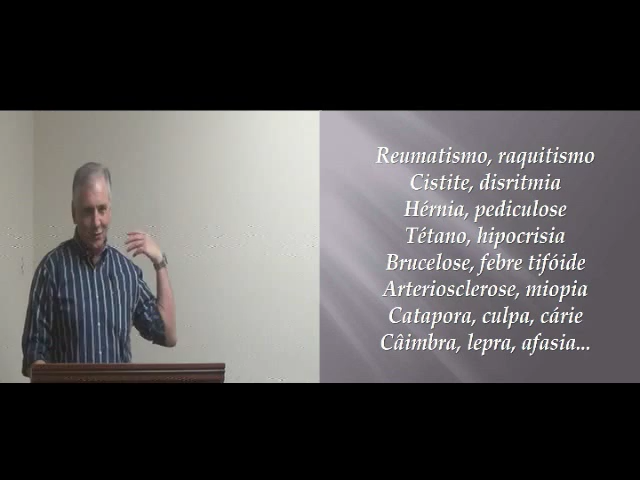 Reumatismo, raquitismo
Cistite, disritmia
Hérnia, pediculose
Tétano, hipocrisia
Brucelose, febre tifóide
Arteriosclerose, miopia
Catapora, culpa, cárie
Câimbra, lepra, afasia...